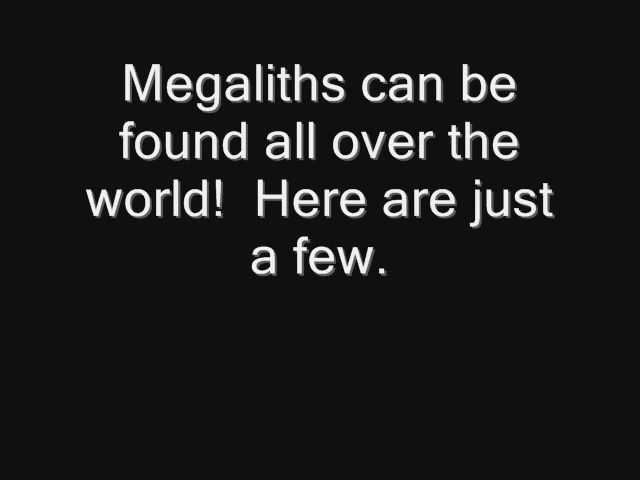 Megaliths can be
found all over the
world!  Here are just
a few.